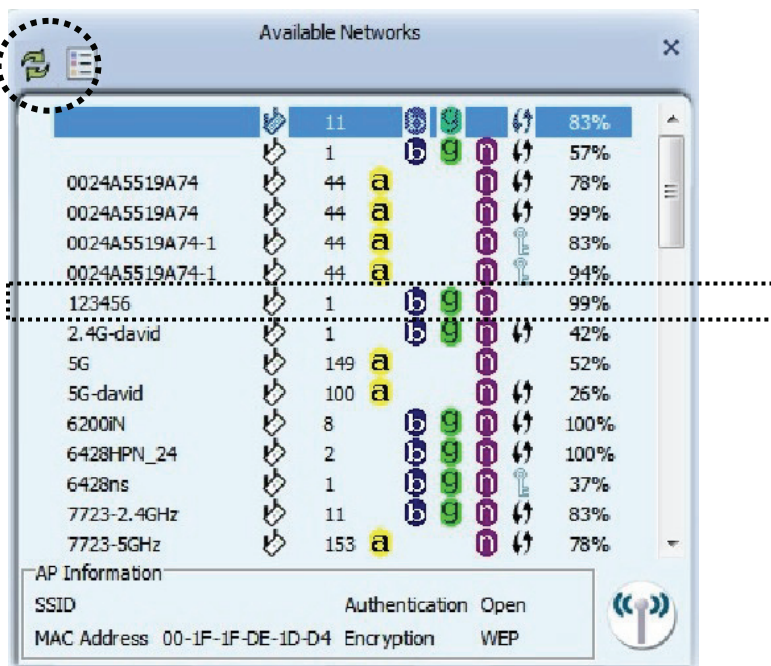 Available Networks
11 b g 83%
1 b g n 57%
0024A5519A74 44 a n 78%
0024A5519A74 44 a n 99%
0024A5519A74-1 44 a n 83%
0024A5519A74-1 44 a n 94%
123456 1 b g n 99%
2.4G-david 1 b g n 42%
5G 149 a n 52%
5G-david 100 a n 26%
6200iN 8 b g n 100%
6428HPN_24 2 b g n 100%
6428ns 1 b g n 37%
7723-2.4GHz 11 b g n 83%
7723-5GHz 153 a n 78%
AP Information
SSID Authentication Open
MAC Address 00-1F-1F-DE-1D-D4 Encryption WEP